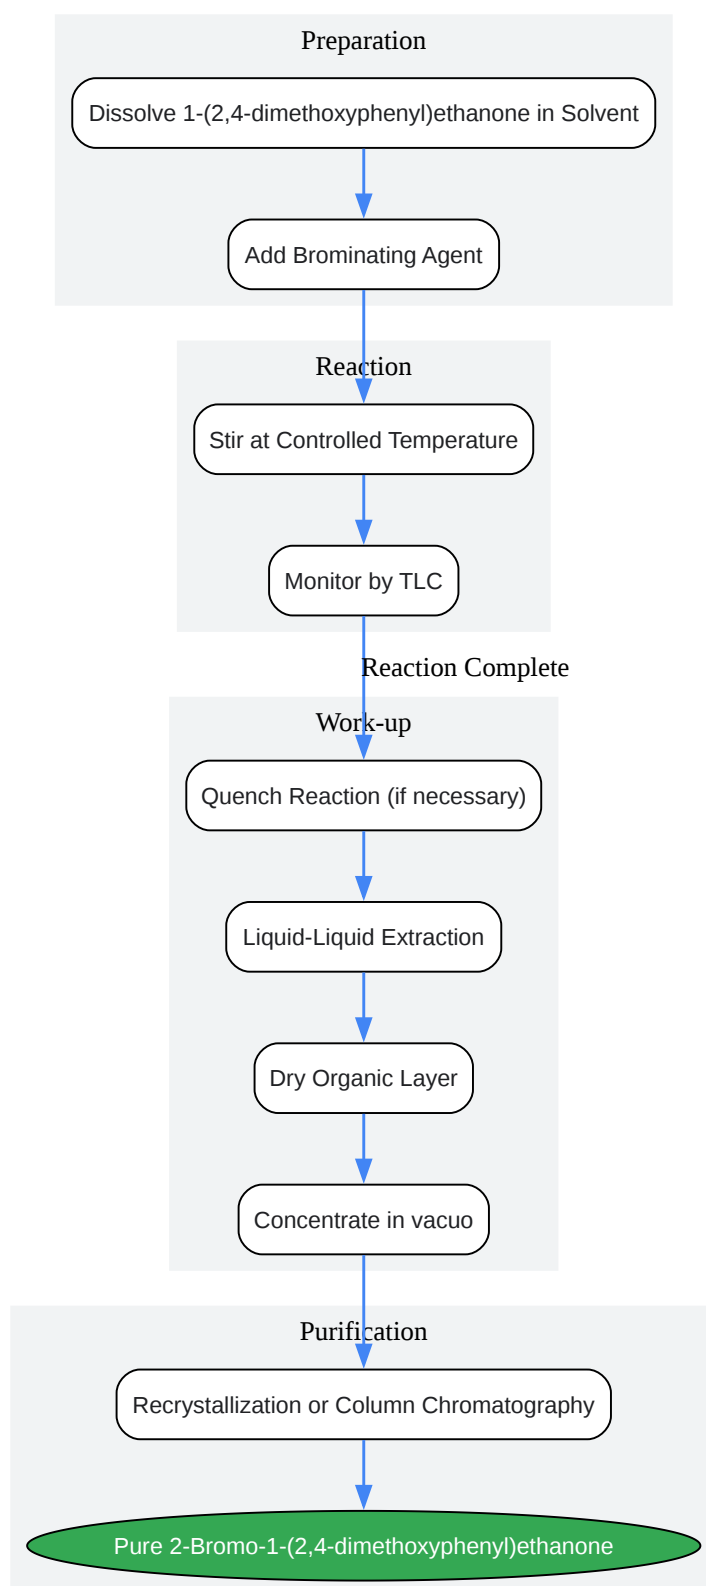 Preparation
Dissolve 1-(2,4-dimethoxyphenyl)ethanone in Solvent
Add Brominating Agent
Reaction
Stir at Controlled Temperature
Monitor by TLC
Reaction Complete
Work-up
Quench Reaction (if necessary)
Liquid-Liquid Extraction
Dry Organic Layer
Concentrate in vacuo
Purification
Recrystallization or Column Chromatography
Pure 2-Bromo-1-(2,4-dimethoxyphenyl)ethanone